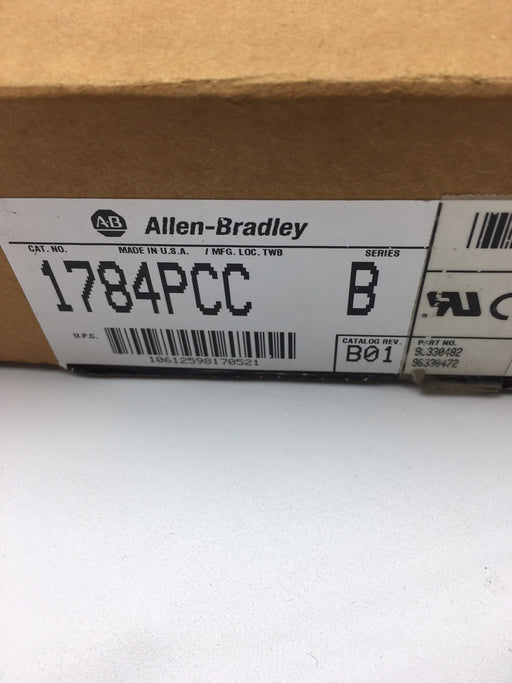 AB Allen-Bradley
CAT. NO. MADE IN U.S.A. / MFG. LOC. TWB SERIES
1784PCC B
U.P.C.
10612598170521
CATALOG REV.
B01
PART NO.
96330472